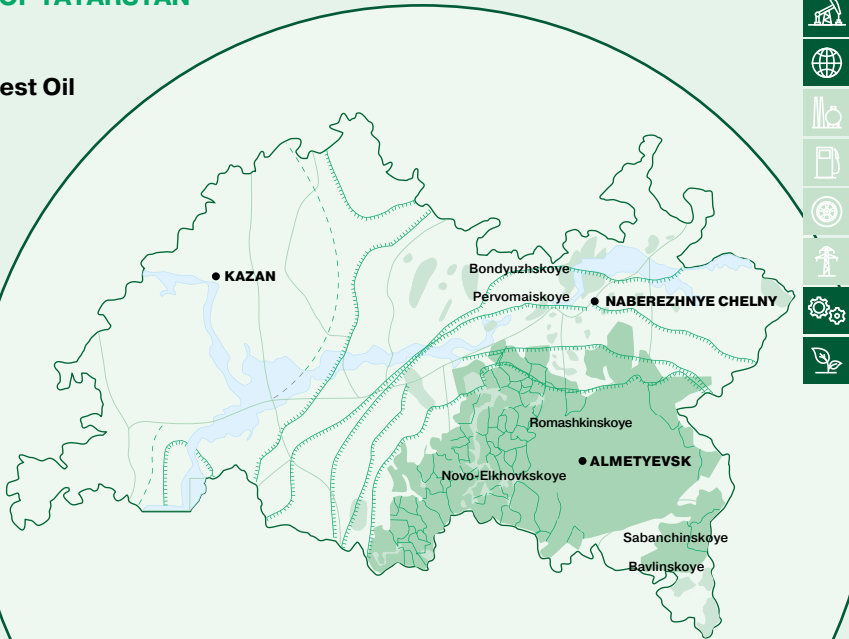 OF TATARSTAN
est Oil
Bondyuzhskoye
KAZAN
Pervomaiskoye
NABEREZHNYE CHELNY
Romashkinskoye
ALMETYEVSK
Novo-Elkhovkskoye
Sabanchinskoye
Bavlinskoye